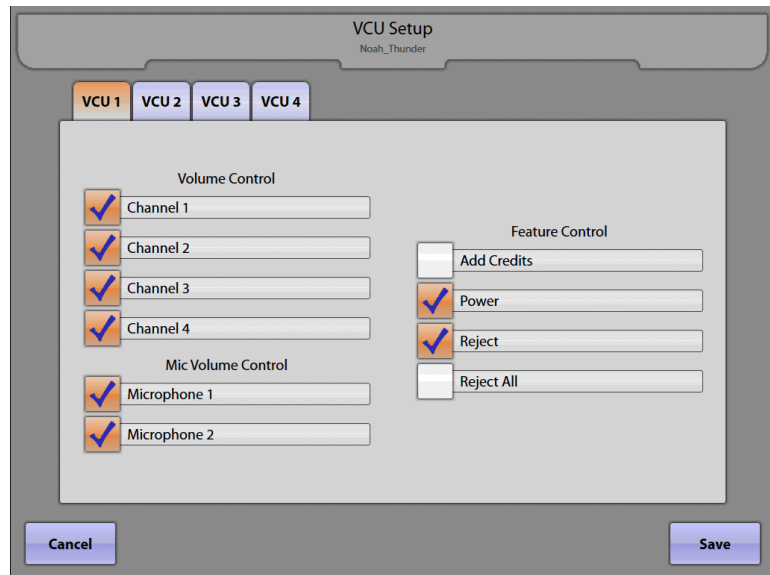 VCU Setup
Noah_Thunder
VCU 1
VCU 2
VCU 3
VCU 4
Volume Control
Channel 1
Channel 2
Channel 3
Channel 4
Mic Volume Control
Microphone 1
Microphone 2
Feature Control
Add Credits
Power
Reject
Reject All
Cancel
Save